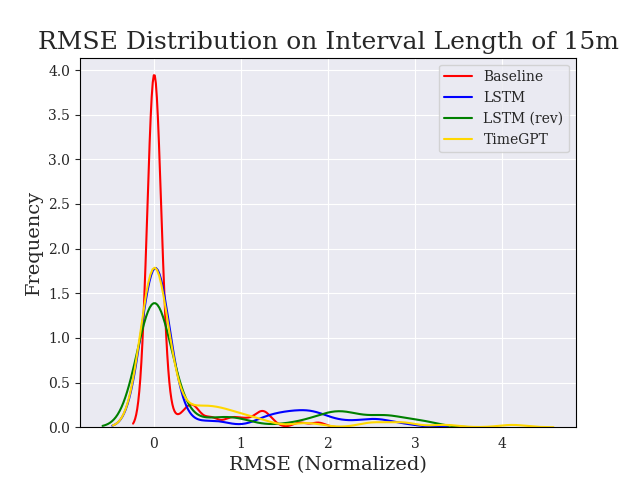 RMSE Distribution on Interval Length of 15m
Baseline
LSTM
LSTM (rev)
TimeGPT
Frequency
4.0
3.5
3.0
2.5
2.0
1.5
1.0
0.5
0.0
0 1 2 3 4
RMSE (Normalized)